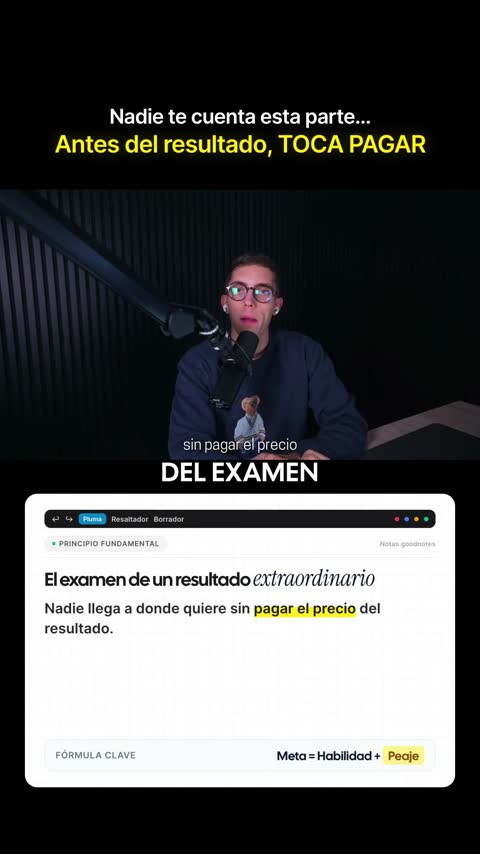 Nadie te cuenta esta parte...
Antes del resultado, TOCA PAGAR
sin pagar el precio
DEL EXAMEN
Pluma Resaltador Borrador
PRINCIPIO FUNDAMENTAL
Notas.goodnotes
El examen de un resultado extraordinario
Nadie llega a donde quiere sin pagar el precio del
resultado.
FÓRMULA CLAVE
Meta = Habilidad + Peaje